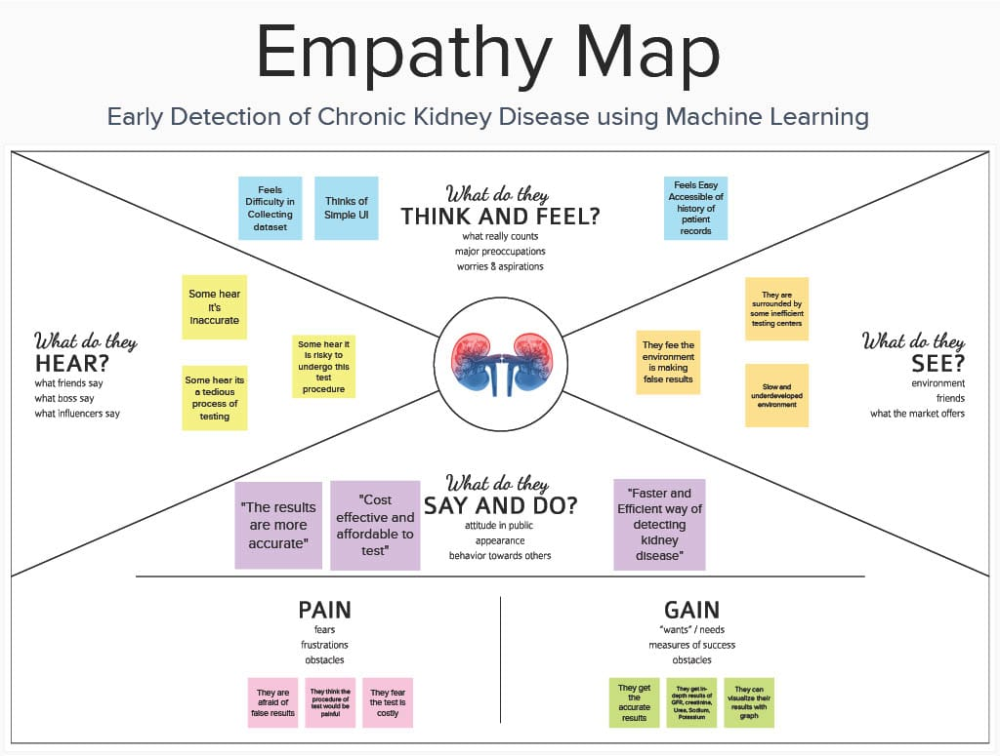 Empathy Map
Early Detection of Chronic Kidney Disease using Machine Learning
Feels
Difficulty in
Collecting
dataset
Thinks of
Simple UI
What do they
THINK AND FEEL?
what really counts
major preoccupations
worries & aspirations
Feels Easy
Accessible of
history of
patient
records
What do they
HEAR?
what friends say
what boss say
what influencers say
Some hear
it's
inaccurate
Some hear its
a tedious
process of
testing
Some hear it
is risky to
undergo this
test
procedure
They fee the
environment
is making
false results
They are
surrounded by
some inefficient
testing centers
Slow and
underdeveloped
environment
What do they
SEE?
environment
friends
what the market offers
"The results
are more
accurate"
"Cost
effective and
affordable to
test"
What do they
SAY AND DO?
attitude in public
appearance
behavior towards others
"Faster and
Efficient way of
detecting
kidney
disease"
PAIN
fears
frustrations
obstacles
They are
afraid of
false results
They think the
procedure of
test would be
painful
They fear
the test is
costly
GAIN
"wants" / needs
measures of success
obstacles
They get
the
accurate
results
They get in-
depth results of
GFR, creatinine,
Urea, Sodium,
Potassium
They can
visualize their
results with
graph